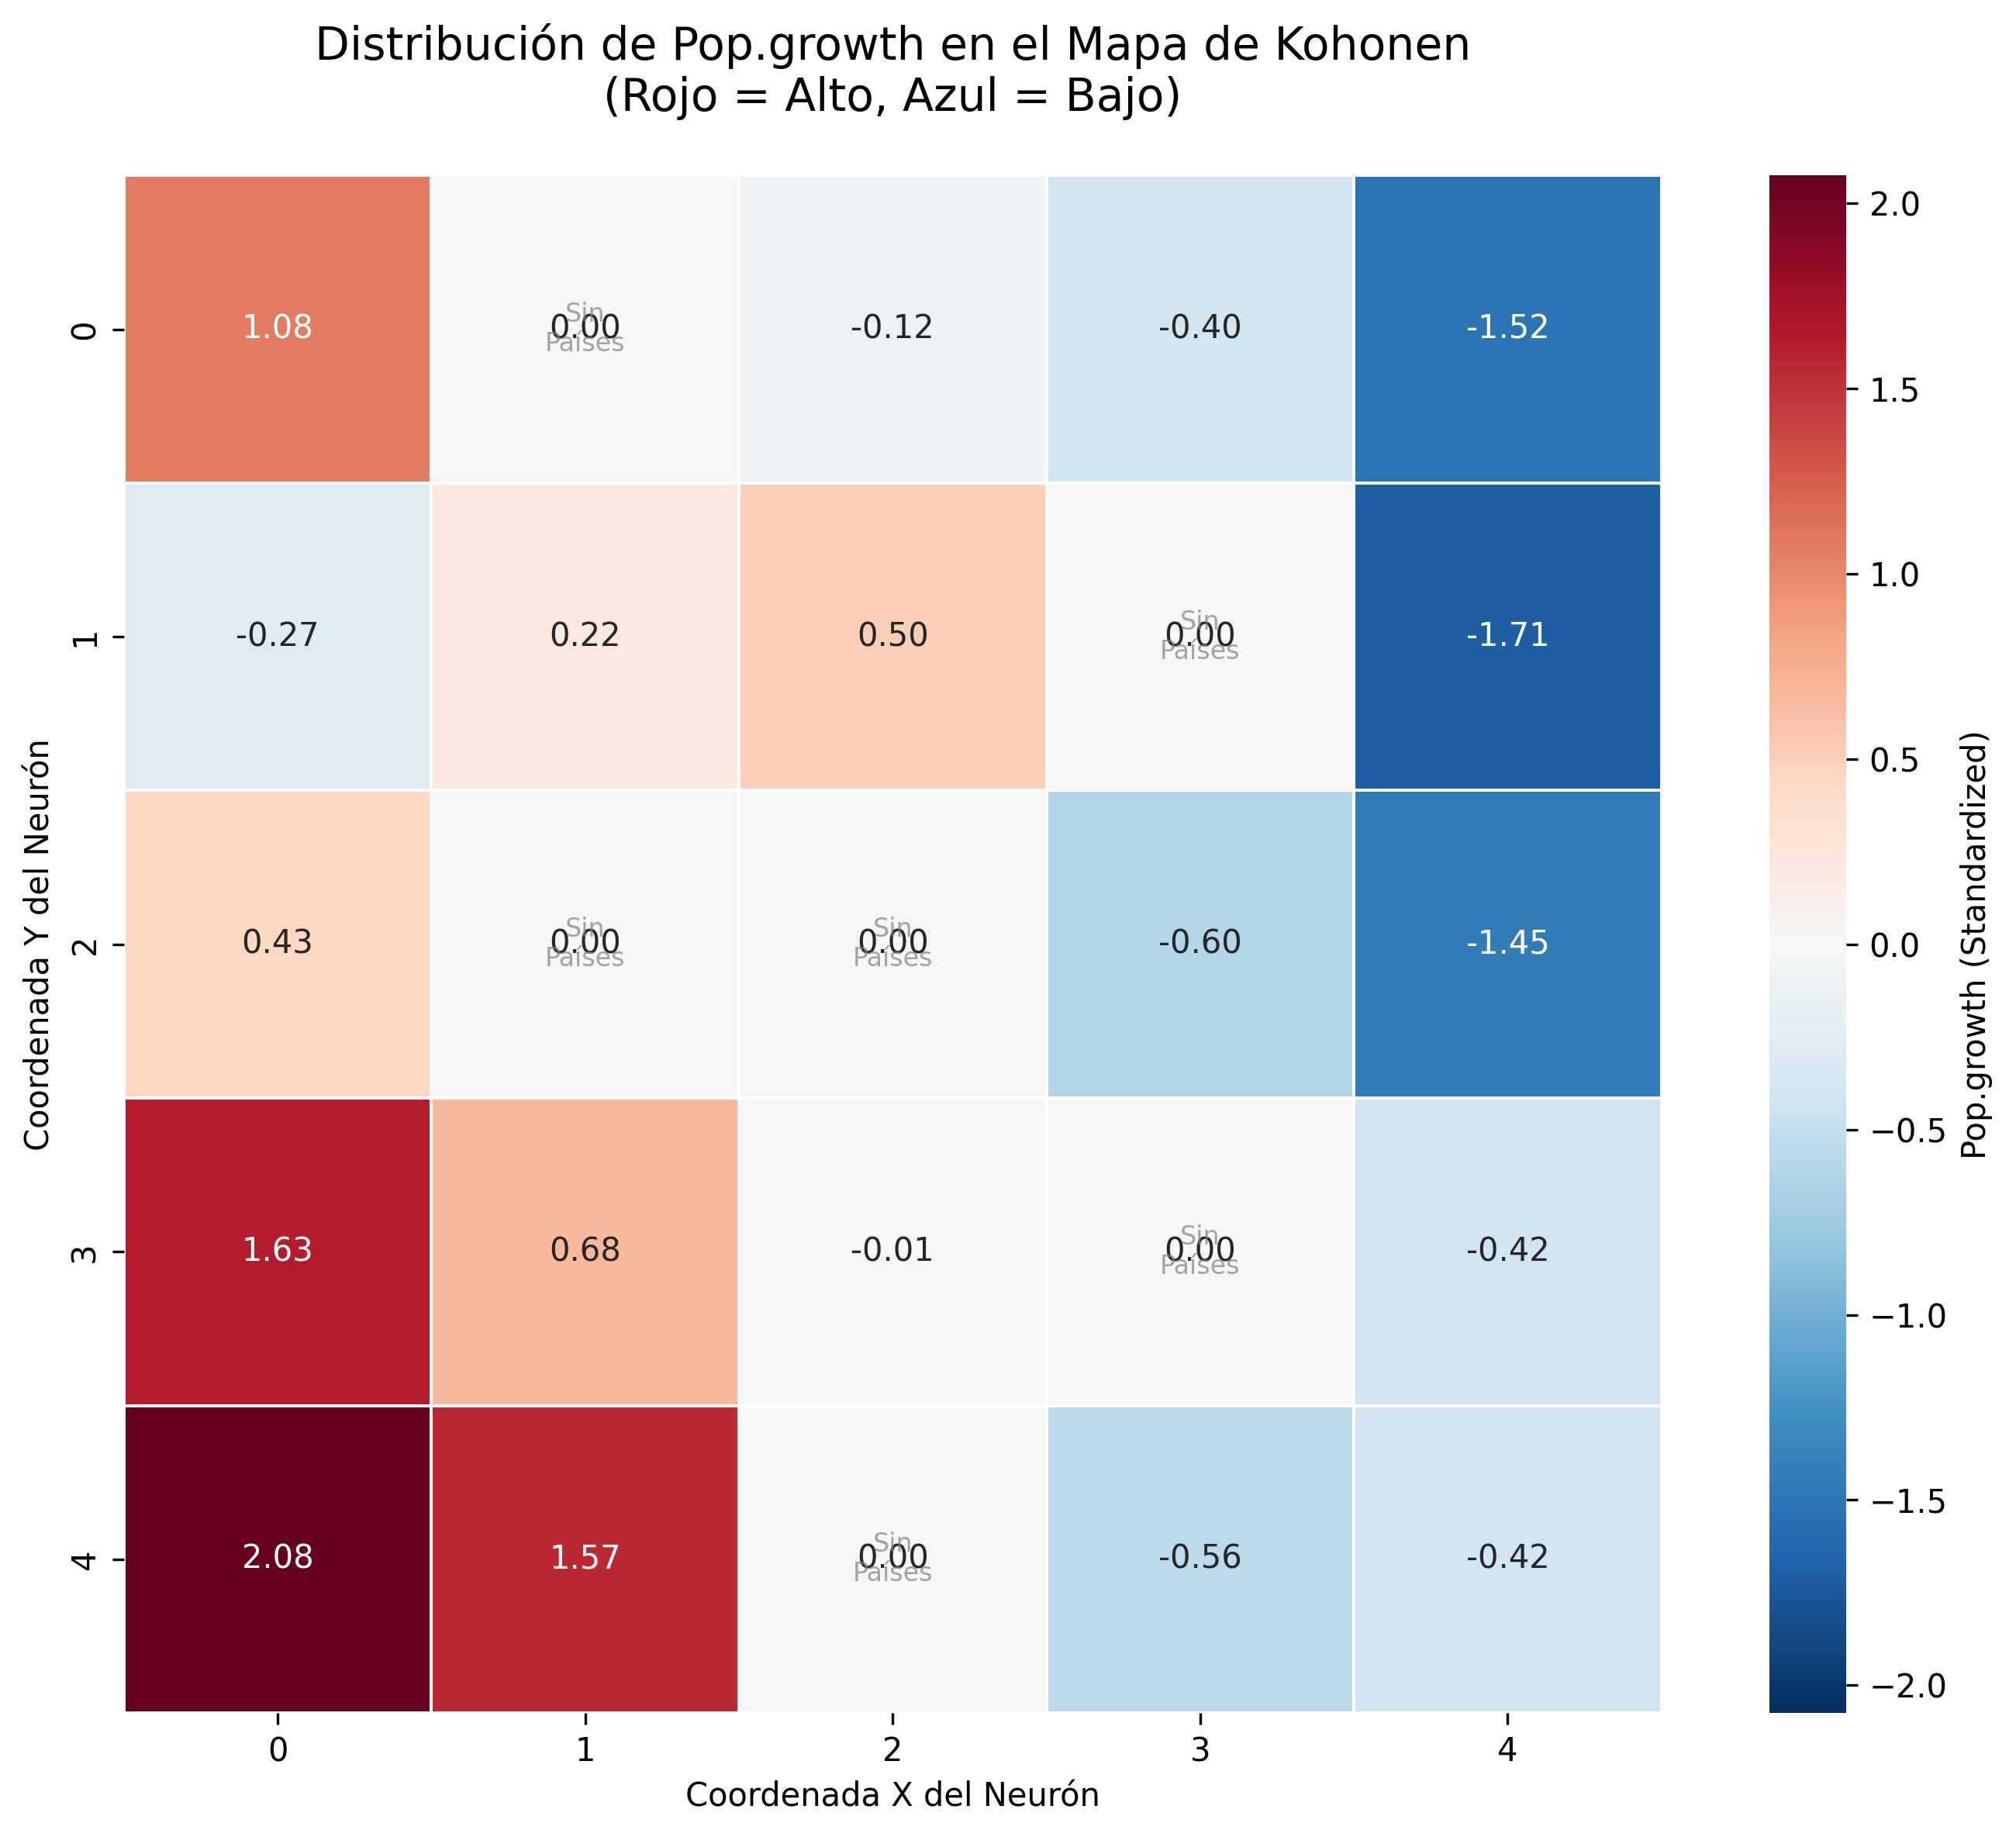 Distribución de Pop.growth en el Mapa de Kohonen
(Rojo = Alto, Azul = Bajo)
Coordenada Y del Neurón
0
1.08
Sin
0.00
Países
-0.12
-0.40
-1.52
1
-0.27
0.22
0.50
Sin
0.00
Países
-1.71
2
0.43
Sin
0.00
Países
Sin
0.00
Países
-0.60
-1.45
3
1.63
0.68
-0.01
Sin
0.00
Países
-0.42
4
2.08
1.57
Sin
0.00
Países
-0.56
-0.42
0
1
2
3
4
Coordenada X del Neurón
2.0
1.5
1.0
0.5
0.0
−0.5
−1.0
−1.5
−2.0
Pop.growth (Standardized)